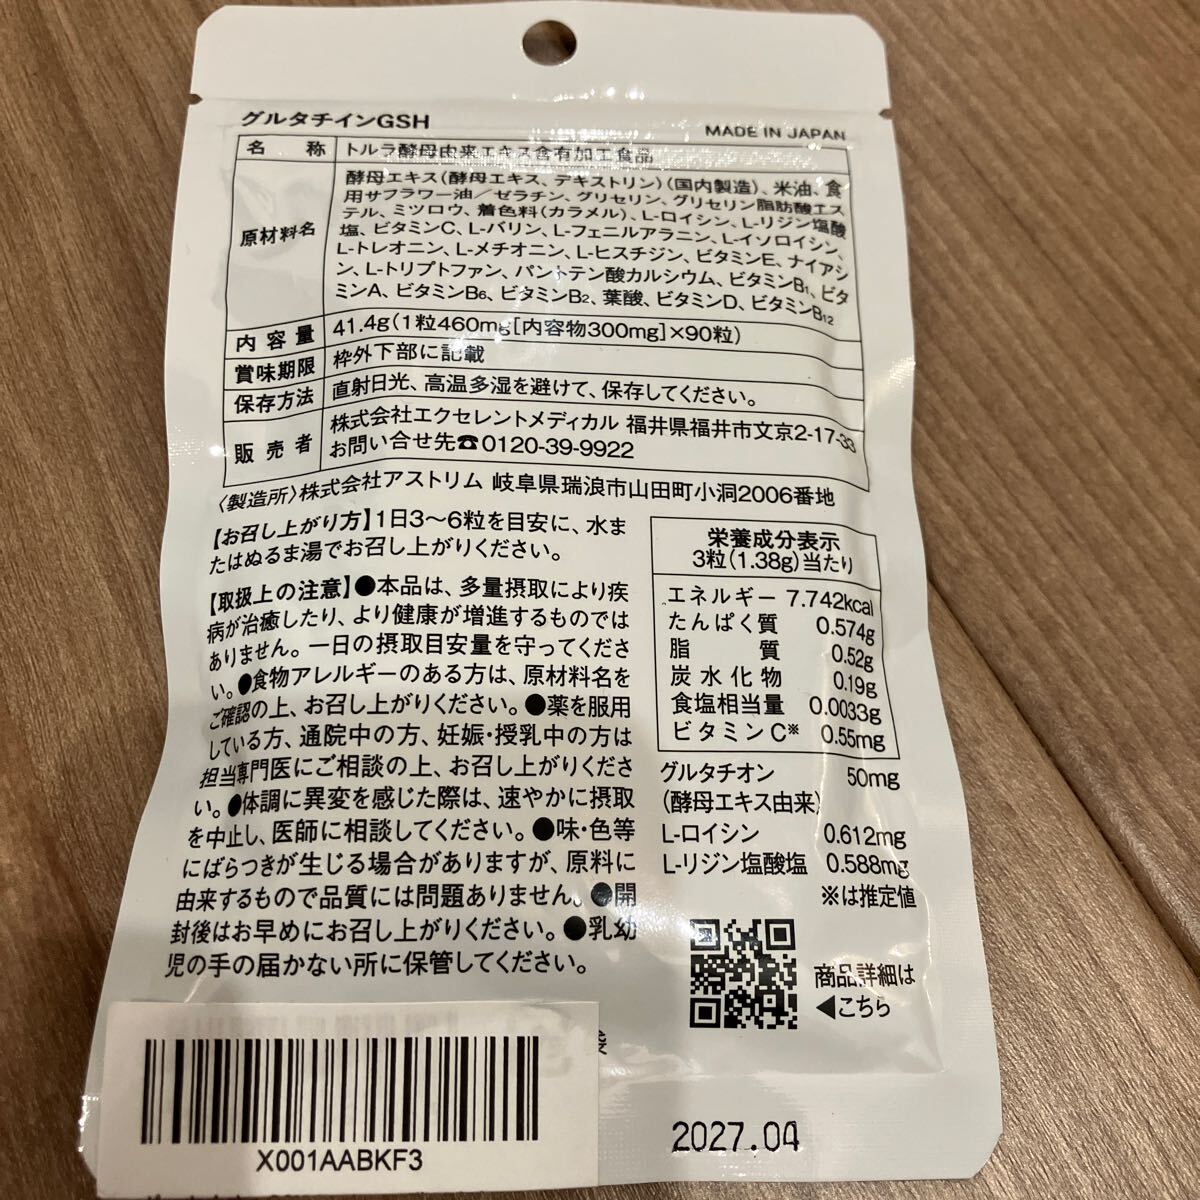 グルタチインGSH
MADE IN JAPAN
名称 トルラ酵母由来エキス含有加工食品
原材料名
酵母エキス(酵母エキス、デキストリン)(国内製造)、米油、食
用サフラワー油／ゼラチン、グリセリン、グリセリン脂肪酸エス
テル、ミツロウ、着色料(カラメル)、L-ロイシン、L-リジン塩酸
塩、ビタミンC、L-バリン、L-フェニルアラニン、L-イソロイシン、
L-トレオニン、L-メチオニン、L-ヒスチジン、ビタミンE、ナイアシ
ン、L-トリプトファン、パントテン酸カルシウム、ビタミンB1、ビタ
ミンA、ビタミンB6、ビタミンB2、葉酸、ビタミンD、ビタミンB12
内容量 41.4g(1粒460mg[内容物300mg]×90粒)
賞味期限 枠外下部に記載
保存方法 直射日光、高温多湿を避けて、保存してください。
販売者
株式会社エクセレントメディカル 福井県福井市文京2-17-33
お問い合せ先☎0120-39-9922
〈製造所〉株式会社アストリム 岐阜県瑞浪市山田町小洞2006番地
【お召し上がり方】1日3～6粒を目安に、水ま
たはぬるま湯でお召し上がりください。
【取扱上の注意】●本品は、多量摂取により疾
病が治癒したり、より健康が増進するものでは
ありません。一日の摂取目安量を守ってくださ
い。●食物アレルギーのある方は、原材料名を
ご確認の上、お召し上がりください。●薬を服用
している方、通院中の方、妊娠・授乳中の方は
担当専門医にご相談の上、お召し上がりくださ
い。●体調に異変を感じた際は、速やかに摂取
を中止し、医師に相談してください。●味・色等
にばらつきが生じる場合がありますが、原料に
由来するもので品質には問題ありません。●開
封後はお早めにお召し上がりください。●乳幼
児の手の届かない所に保管してください。
栄養成分表示
3粒(1.38g)当たり
エネルギー 7.742kcal
たんぱく質 0.574g
脂質 0.52g
炭水化物 0.19g
食塩相当量 0.0033g
ビタミンC※ 0.55mg
グルタチオン 50mg
(酵母エキス由来)
L-ロイシン 0.612mg
L-リジン塩酸塩 0.588mg
※は推定値
商品詳細は
◀こちら
X001AABKF3
2027.04